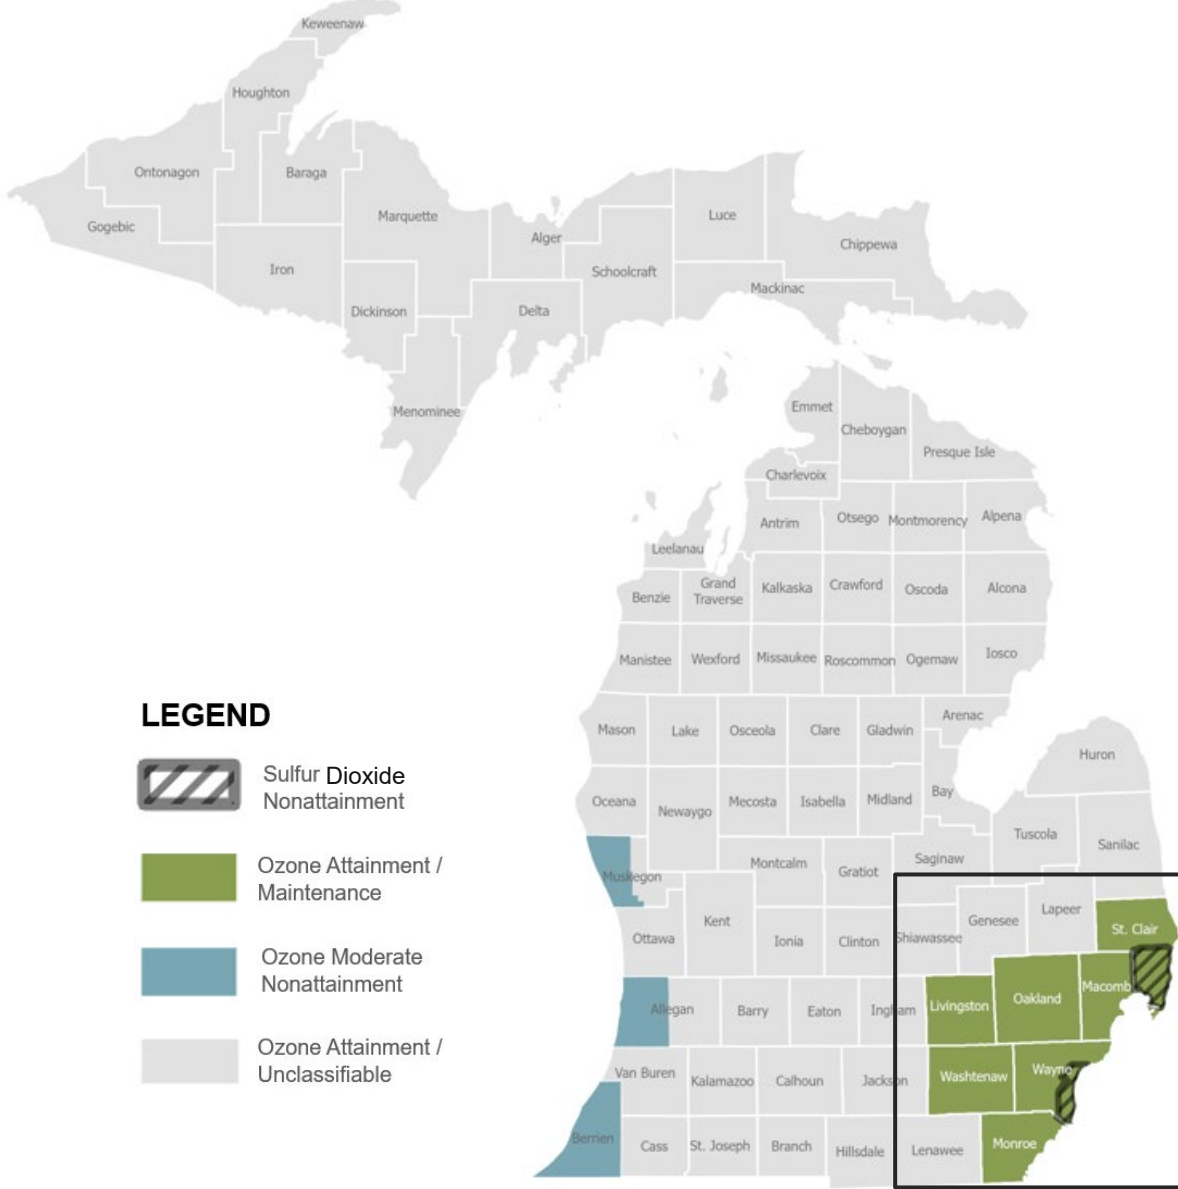 Keweenaw
Houghton
Ontonagon
Baraga
Gogebic
Marquette
Luce
Alger
Chippewa
Iron
Schoolcraft
Mackinac
Dickinson
Delta
Menominee
Emmet
Cheboygan
Presque Isle
Charlevoix
Antrim
Otsego
Montmorency
Alpena
Leelanau
Benzie
Grand
Traverse
Kalkaska
Crawford
Oscoda
Alcona
Manistee
Wexford
Missaukee
Roscommon
Ogemaw
Iosco
Mason
Lake
Osceola
Clare
Gladwin
Arenac
Huron
Oceana
Newaygo
Mecosta
Isabella
Midland
Bay
Tuscola
Sanilac
Muskegon
Montcalm
Gratiot
Saginaw
Ottawa
Kent
Ionia
Clinton
Shiawassee
Genesee
Lapeer
St. Clair
Allegan
Barry
Eaton
Ingham
Livingston
Oakland
Macomb
Van Buren
Kalamazoo
Calhoun
Jackson
Washtenaw
Wayne
Berrien
Cass
St. Joseph
Branch
Hillsdale
Lenawee
Monroe
LEGEND
Sulfur Dioxide
Nonattainment
Ozone Attainment /
Maintenance
Ozone Moderate
Nonattainment
Ozone Attainment /
Unclassifiable